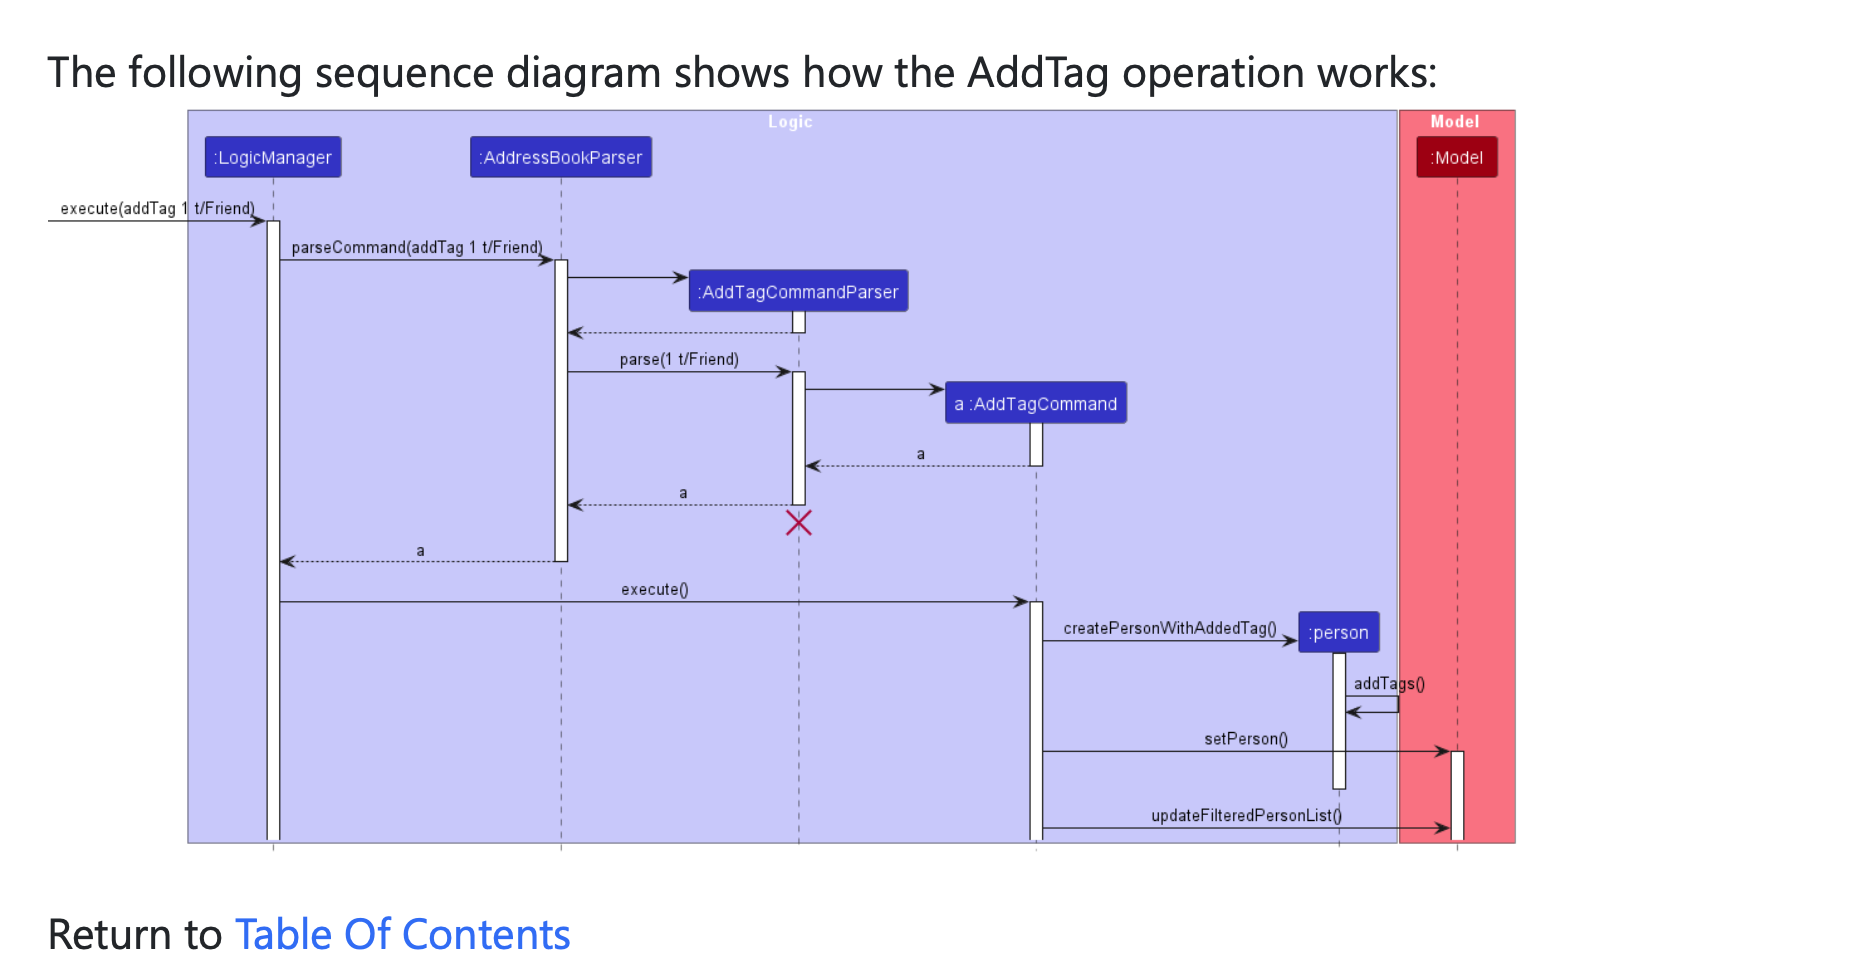 The following sequence diagram shows how the AddTag operation works:
Logic
Model
:LogicManager
:AddressBookParser
:Model
execute(addTag 1 t/Friend)
parseCommand(addTag 1 t/Friend)
:AddTagCommandParser
parse(1 t/Friend)
a :AddTagCommand
a
a
a
execute()
createPersonWithAddedTag()
:person
addTags()
setPerson()
updateFilteredPersonList()
Return to Table Of Contents